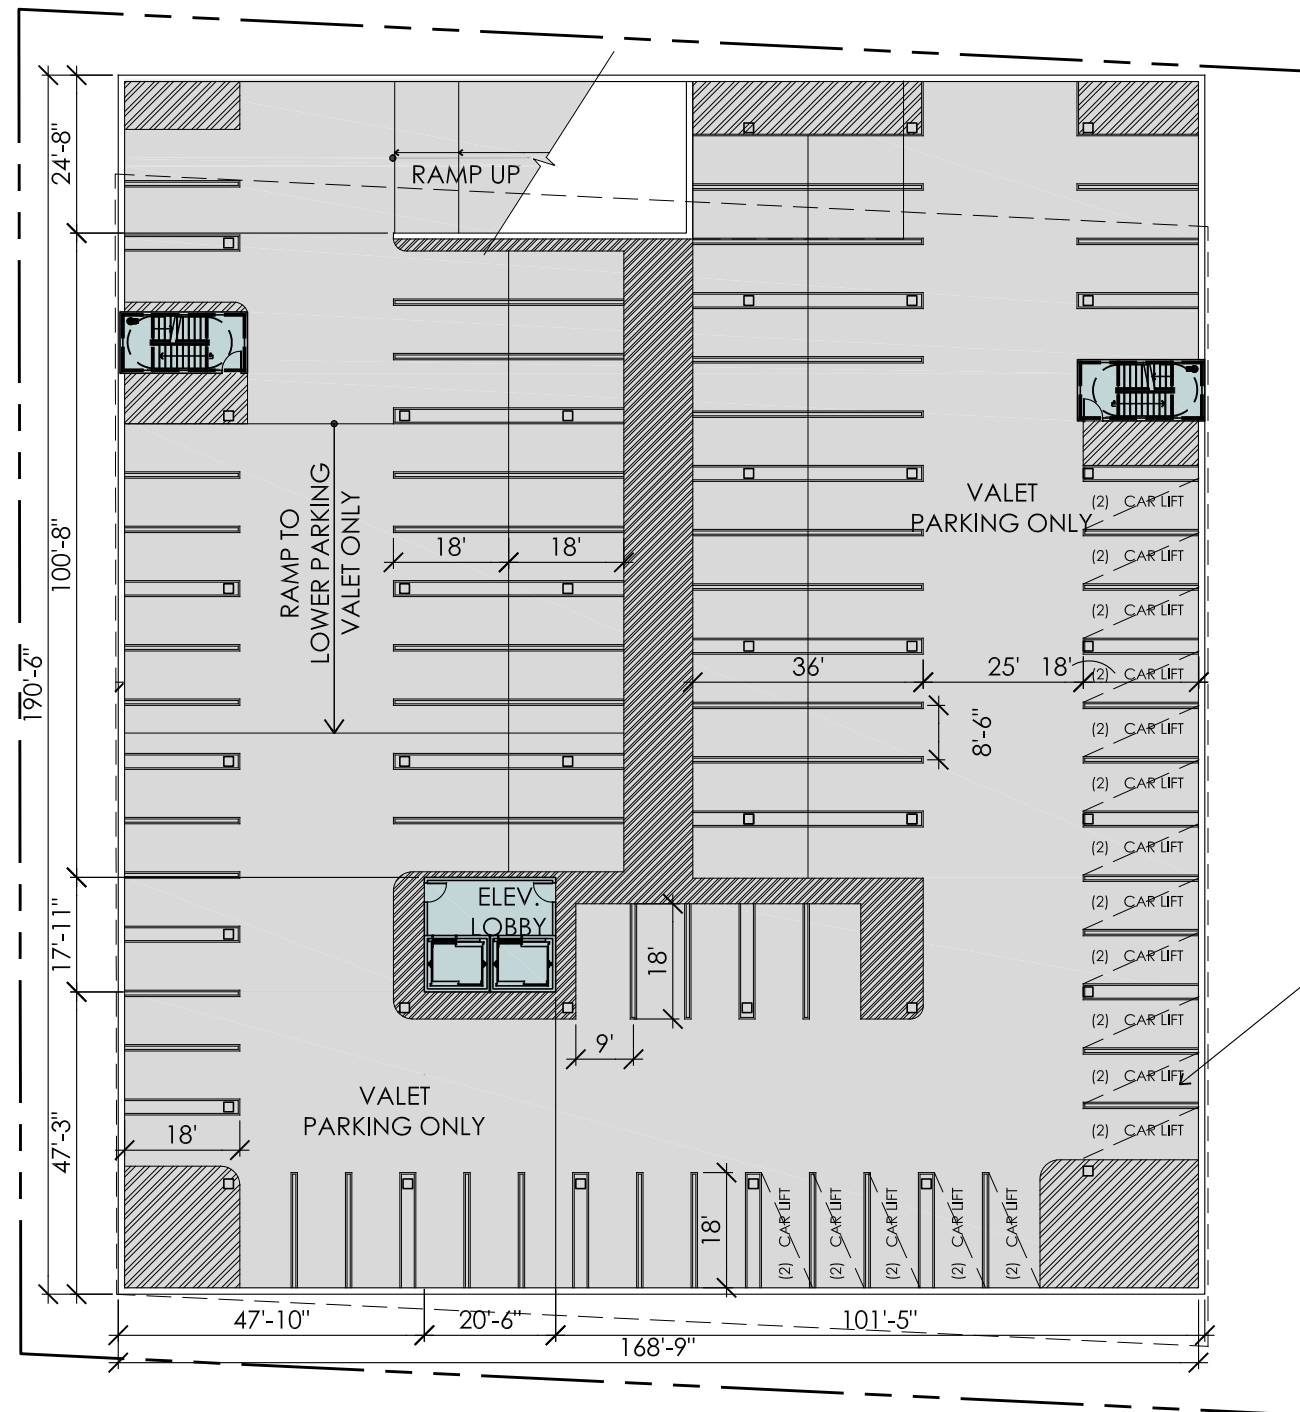 24'-8"
RAMP UP
100'-8"
190'-6"
RAMP TO
LOWER PARKING
VALET ONLY
18'
18'
VALET
PARKING ONLY
(2) CAR LIFT
(2) CAR LIFT
(2) CAR LIFT
36'
25'
18'
(2) CAR LIFT
8'-6"
(2) CAR LIFT
(2) CAR LIFT
(2) CAR LIFT
(2) CAR LIFT
(2) CAR LIFT
(2) CAR LIFT
(2) CAR LIFT
(2) CAR LIFT
(2) CAR LIFT
17'-11"
ELEV.
LOBBY
18'
9'
VALET
PARKING ONLY
47'-3"
18'
18'
(2) CAR LIFT
(2) CAR LIFT
(2) CAR LIFT
(2) CAR LIFT
(2) CAR LIFT
47'-10"
20'-6"
101'-5"
168'-9"